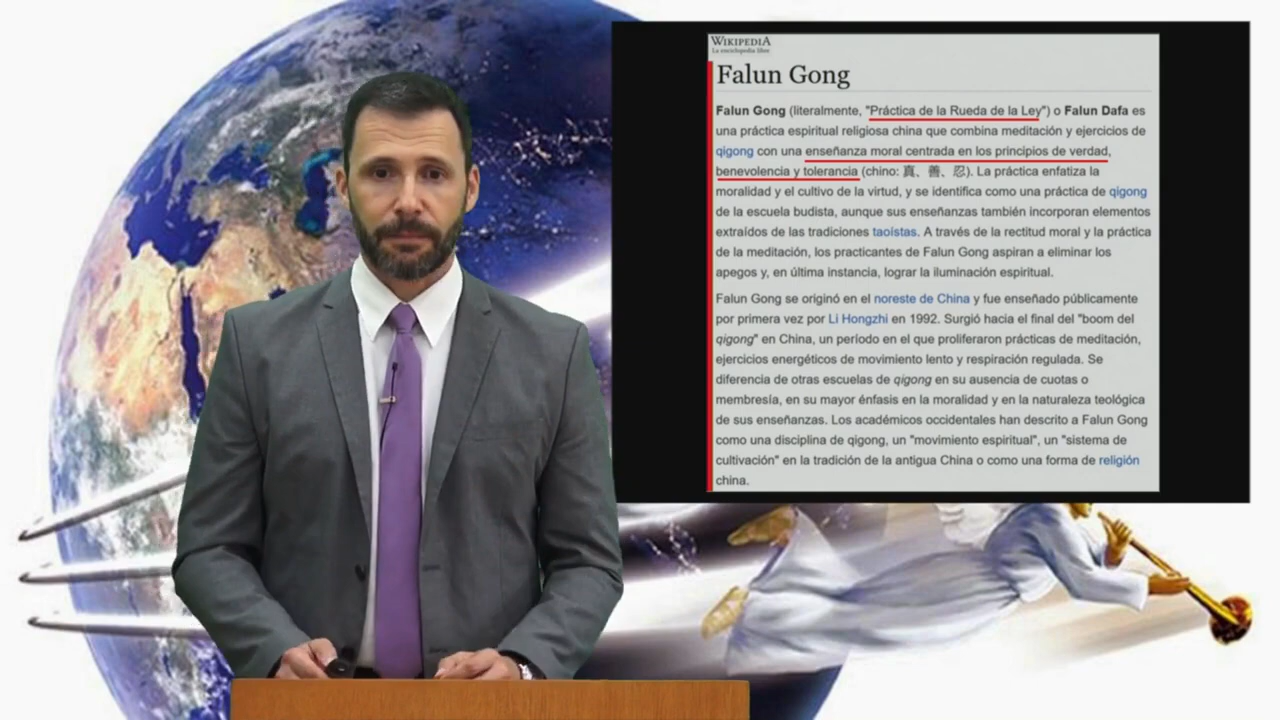 WIKIPEDIA
La enciclopedia libre
Falun Gong
Falun Gong (literalmente, "Práctica de la Rueda de la Ley") o Falun Dafa es
una práctica espiritual religiosa china que combina meditación y ejercicios de
qigong con una enseñanza moral centrada en los principios de verdad,
benevolencia y tolerancia (chino: 真、善、忍). La práctica enfatiza la
moralidad y el cultivo de la virtud, y se identifica como una práctica de qigong
de la escuela budista, aunque sus enseñanzas también incorporan elementos
extraídos de las tradiciones taoístas. A través de la rectitud moral y la práctica
de la meditación, los practicantes de Falun Gong aspiran a eliminar los
apegos y, en última instancia, lograr la iluminación espiritual.
Falun Gong se originó en el noreste de China y fue enseñado públicamente
por primera vez por Li Hongzhi en 1992. Surgió hacia el final del "boom del
qigong" en China, un período en el que proliferaron prácticas de meditación,
ejercicios energéticos de movimiento lento y respiración regulada. Se
diferencia de otras escuelas de qigong en su ausencia de cuotas o
membresía, en su mayor énfasis en la moralidad y en la naturaleza teológica
de sus enseñanzas. Los académicos occidentales han descrito a Falun Gong
como una disciplina de qigong, un "movimiento espiritual", un "sistema de
cultivación" en la tradición de la antigua China o como una forma de religión
china.